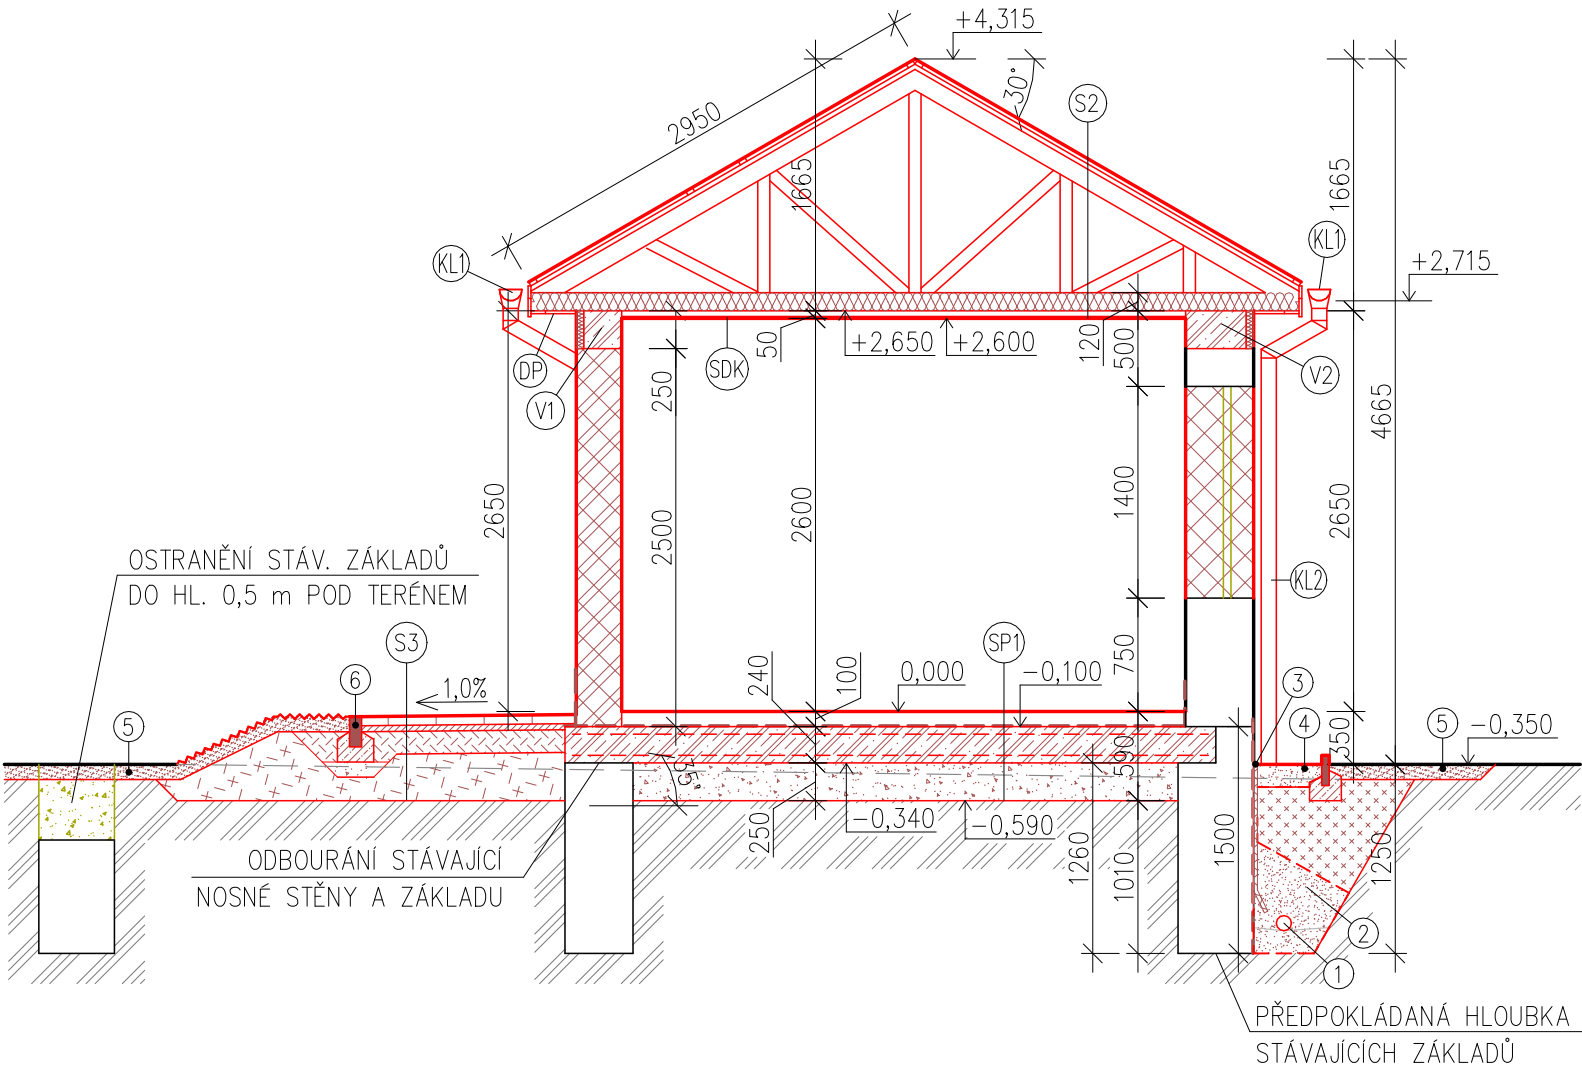 +4,315
30°
2950
S2
1665
1665
KL1
KL1
+2,715
50
+2,650
+2,600
120
500
DP
SDK
V1
V2
250
4665
2650
2500
2600
1400
2650
OSTRANĚNÍ STÁV. ZÁKLADŮ
DO HL. 0,5 m POD TERÉNEM
KL2
S3
SP1
750
6
1,0%
240
100
0,000
-0,100
3
5
4
350
5
-0,350
35°
590
250
-0,340
-0,590
ODBOURÁNÍ STÁVAJÍCÍ
NOSNÉ STĚNY A ZÁKLADU
1260
1010
1500
1250
2
1
PŘEDPOKLÁDANÁ HLOUBKA
STÁVAJÍCÍCH ZÁKLADŮ